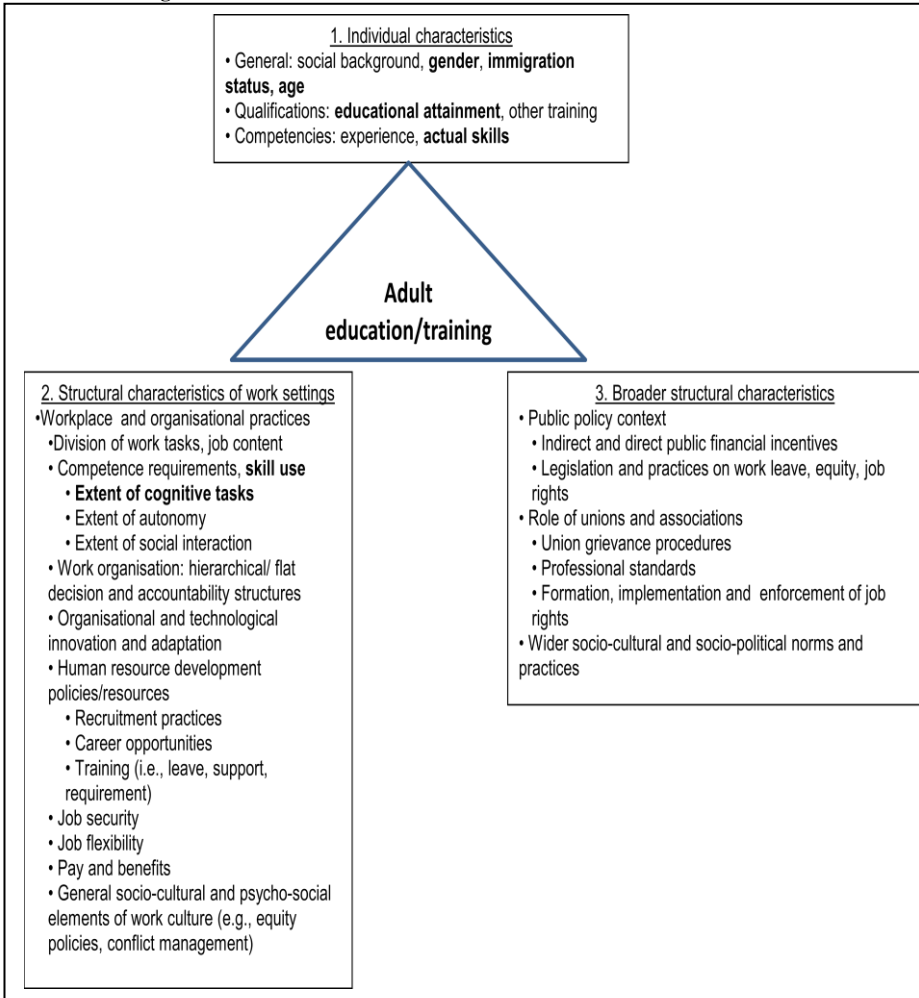 1. Individual characteristics
• General: social background, gender, immigration
status, age
• Qualifications: educational attainment, other training
• Competencies: experience, actual skills
Adult
education/training
2. Structural characteristics of work settings
•Workplace and organisational practices
•Division of work tasks, job content
• Competence requirements, skill use
• Extent of cognitive tasks
• Extent of autonomy
• Extent of social interaction
• Work organisation: hierarchical/ flat
decision and accountability structures
• Organisational and technological
innovation and adaptation
• Human resource development
policies/resources
• Recruitment practices
• Career opportunities
• Training (i.e., leave, support,
requirement)
• Job security
• Job flexibility
• Pay and benefits
• General socio-cultural and psycho-social
elements of work culture (e.g., equity
policies, conflict management)
3. Broader structural characteristics
• Public policy context
• Indirect and direct public financial incentives
• Legislation and practices on work leave, equity, job
rights
• Role of unions and associations
• Union grievance procedures
• Professional standards
• Formation, implementation and enforcement of job
rights
• Wider socio-cultural and socio-political norms and
practices